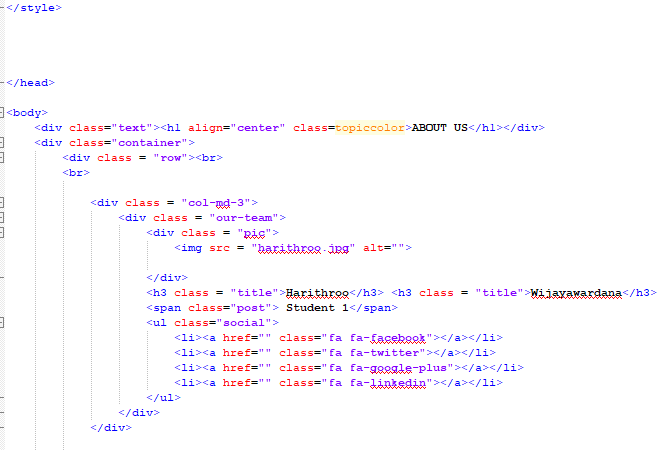 </style>
</head>
<body>
<div class="text"><h1 align="center" class=topiccolor>ABOUT US</h1></div>
<div class="container">
<div class = "row"><br>
<br>
<div class = "col-md-3">
<div class = "our-team">
<div class = "pic">
<img src = "harithroo.jpg" alt="">
</div>
<h3 class = "title">Harithroo</h3> <h3 class = "title">Wijayawardana</h3>
<span class="post"> Student 1</span>
<ul class="social">
<li><a href="" class="fa fa-facebook"></a></li>
<li><a href="" class="fa fa-twitter"></a></li>
<li><a href="" class="fa fa-google-plus"></a></li>
<li><a href="" class="fa fa-linkedin"></a></li>
</ul>
</div>
</div>